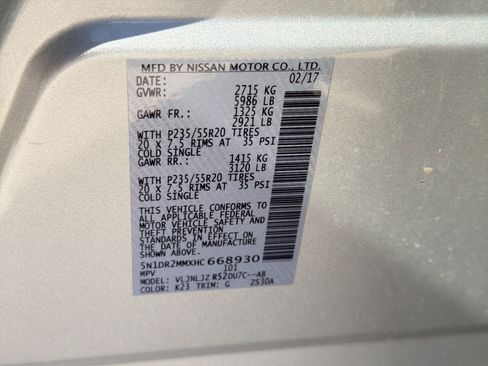 MFD BY NISSAN MOTOR CO., LTD.
DATE: 02/17
GVWR: 2715 KG
5986 LB
GAWR FR.: 1325 KG
2921 LB
WITH P235/55R20 TIRES
20 X 7.5 RIMS AT 35 PSI
COLD SINGLE
GAWR RR.: 1415 KG
3120 LB
WITH P235/55R20 TIRES
20 X 7.5 RIMS AT 35 PSI
COLD SINGLE
THIS VEHICLE CONFORMS TO
ALL APPLICABLE FEDERAL
MOTOR VEHICLE SAFETY AND
THEFT PREVENTION
STANDARDS IN EFFECT ON
THE DATE OF MANUFACTURE
SHOWN ABOVE.
5N1DR2MMXHC668930
MPV 101
MODEL: VLJNLJZ R52DU7C--AB
COLOR: K23 TRIM: G 2S30A